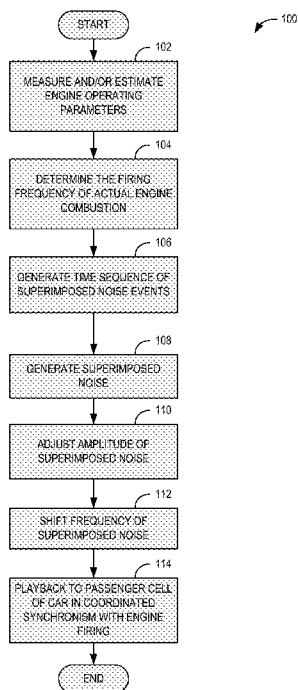 START
100
102
MEASURE AND/OR ESTIMATE
ENGINE OPERATING
PARAMETERS
104
DETERMINE THE FIRING
FREQUENCY OF ACTUAL ENGINE
COMBUSTION
106
GENERATE TIME SEQUENCE OF
SUPERIMPOSED NOISE EVENTS
108
GENERATE SUPERIMPOSED
NOISE
110
ADJUST AMPLITUDE OF
SUPERIMPOSED NOISE
112
SHIFT FREQUENCY OF
SUPERIMPOSED NOISE
114
PLAYBACK TO PASSENGER CELL
OF CAR IN COORDINATED
SYNCHRONISM WITH ENGINE
FIRING
END